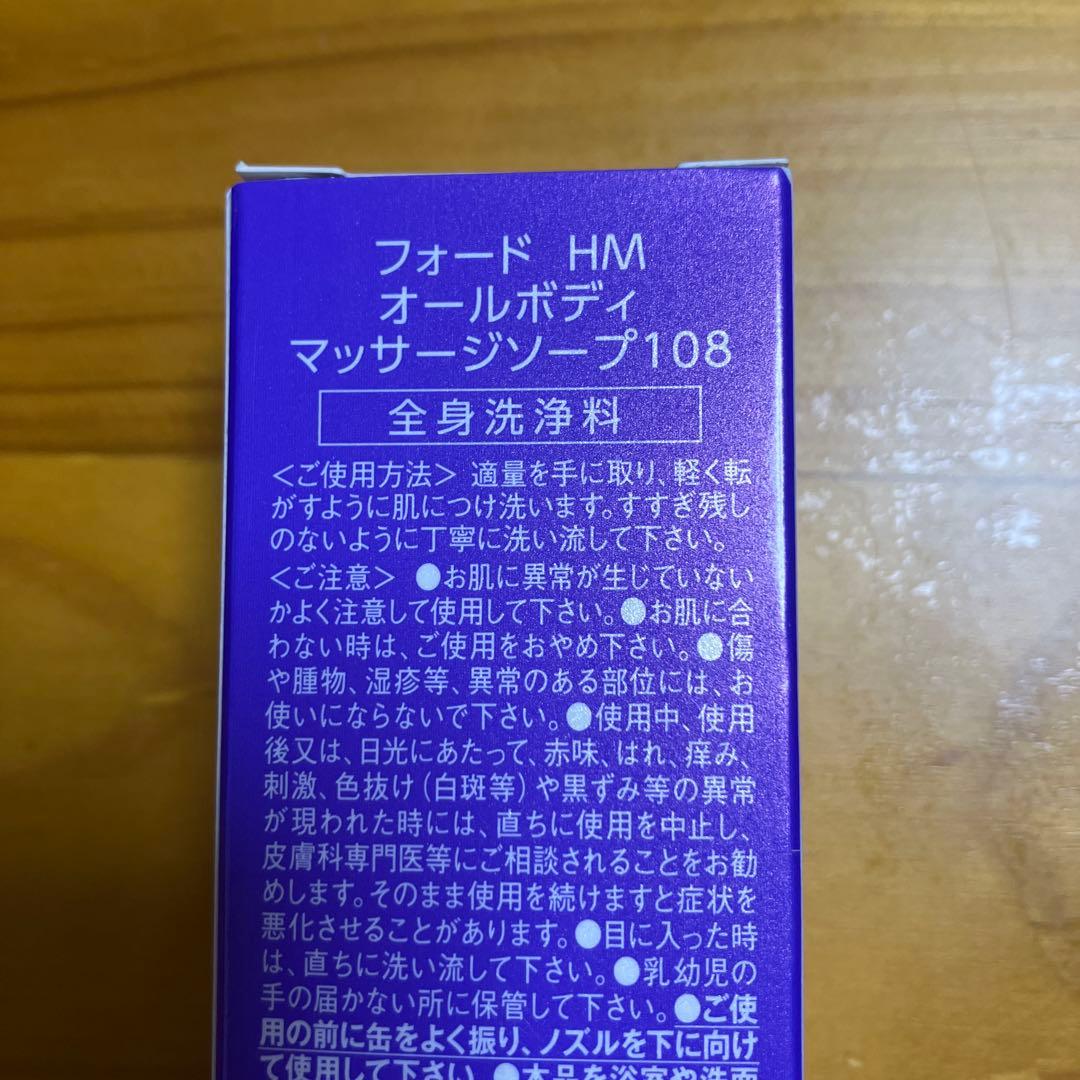 フォード HM
オールボディ
マッサージソープ108
全身洗浄料
<ご使用方法> 適量を手に取り、軽く転
がすように肌につけ洗います。すすぎ残し
のないように丁寧に洗い流して下さい。
<ご注意> ●お肌に異常が生じていない
かよく注意して使用して下さい。●お肌に合
わない時は、ご使用をおやめ下さい。●傷
や腫物、湿疹等、異常のある部位には、お
使いにならないで下さい。●使用中、使用
後又は、日光にあたって、赤味、はれ、痒み、
刺激、色抜け(白斑等)や黒ずみ等の異常
が現われた時には、直ちに使用を中止し、
皮膚科専門医等にご相談されることをお勧
めします。そのまま使用を続けますと症状を
悪化させることがあります。●目に入った時
は、直ちに洗い流して下さい。●乳幼児の
手の届かない所に保管して下さい。●ご使
用の前に缶をよく振り、ノズルを下に向け
て使用して下さい。●本品を浴室や洗面